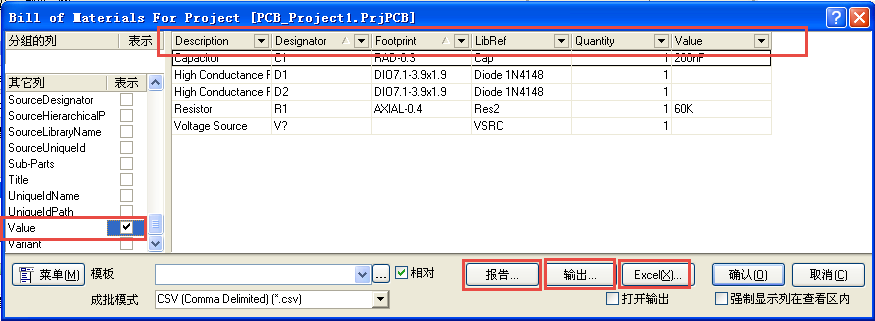 Bill of Materials For Project [PCB_Project1.PrjPCB]
分组的列 表示
其它列 表示
SourceDesignator
SourceHierarchicalP
SourceLibraryName
SourceUniqueId
Sub-Parts
Title
UniqueIdName
UniqueIdPath
Value
Variant
Description Designator Footprint LibRef Quantity Value
Capacitor C1 RAD-0.3 Cap 1 200nF
High Conductance F D1 DIO7.1-3.9x1.9 Diode 1N4148 1
High Conductance F D2 DIO7.1-3.9x1.9 Diode 1N4148 1
Resistor R1 AXIAL-0.4 Res2 1 60K
Voltage Source V? VSRC 1
菜单(M) 模板 ... 相对 报告... 输出... Excel(X)... 确认(O) 取消(C)
成批模式 CSV (Comma Delimited) (*.csv) 打开输出 强制显示列在查看区内